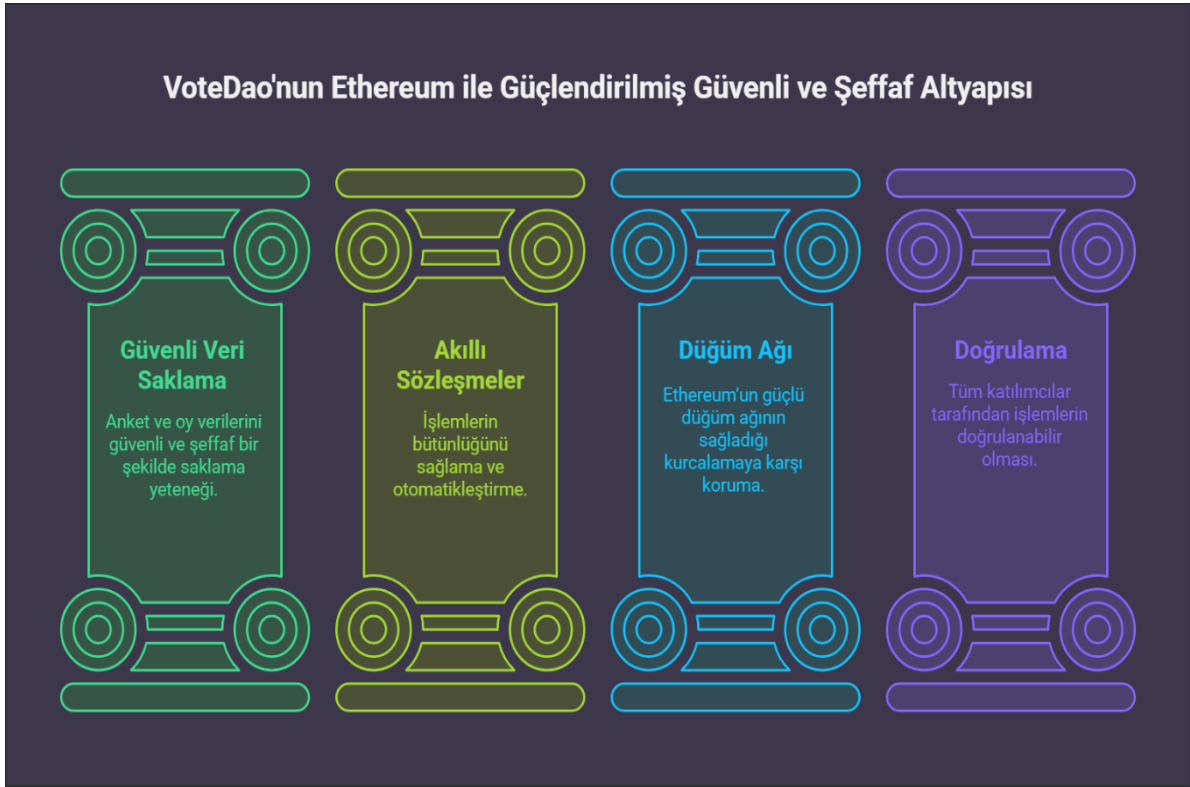 VoteDao'nun Ethereum ile Güçlendirilmiş Güvenli ve Şeffaf Altyapısı
Güvenli Veri
Saklama
Anket ve oy verilerini
güvenli ve şeffaf bir
şekilde saklama
yeteneği.
Akıllı
Sözleşmeler
İşlemlerin
bütünlüğünü
sağlama ve
otomatikleştirme.
Düğüm Ağı
Ethereum'un güçlü
düğüm ağının
sağladığı
kurcalamaya karşı
koruma.
Doğrulama
Tüm katılımcılar
tarafından işlemlerin
doğrulanabilir
olması.